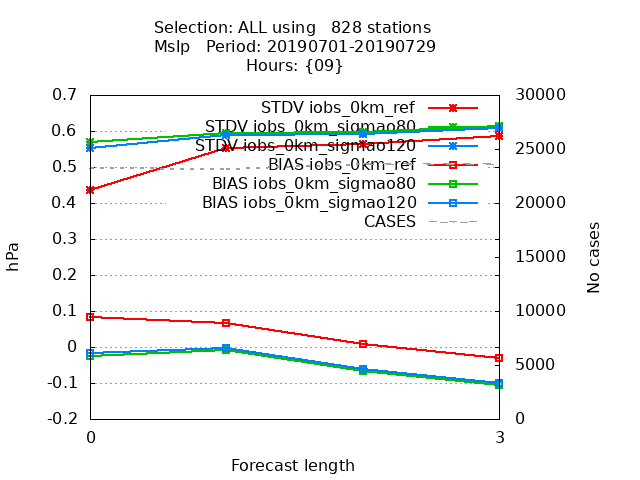 Selection: ALL using 828 stations
Mslp Period: 20190701-20190729
Hours: {09}
0.7
0.6
0.5
0.4
0.3
0.2
0.1
0
-0.1
-0.2
hPa
30000
25000
20000
15000
10000
5000
0
No cases
STDV iobs_0km_ref
STDV iobs_0km_sigmao80
STDV iobs_0km_sigmao120
BIAS iobs_0km_ref
BIAS iobs_0km_sigmao80
BIAS iobs_0km_sigmao120
CASES
0
3
Forecast length